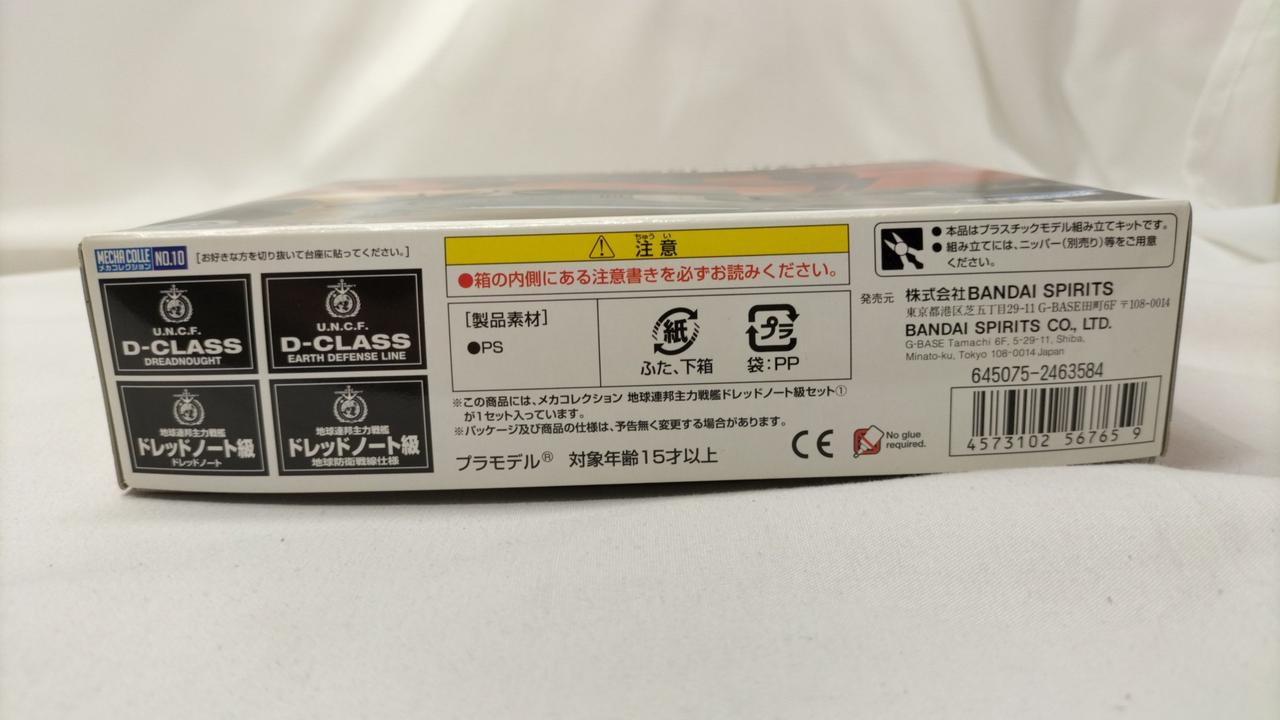 MECHA COLLE
メカコレクション
NO.10
[お好きな方を切り抜いて台座に貼ってください。]
U.N.C.F.
D-CLASS
DREADNOUGHT
U.N.C.F.
D-CLASS
EARTH DEFENSE LINE
地球連邦主力戦艦
ドレッドノート級
ドレッドノート
地球連邦主力戦艦
ドレッドノート級
地球防衛戦線仕様
ちゅう い
注意
●箱の内側にある注意書きを必ずお読みください。
[製品素材]
●PS
紙
ふた、下箱
プラ
袋:PP
※この商品には、メカコレクション 地球連邦主力戦艦ドレッドノート級セット①
が1セット入っています。
※パッケージ及び商品の仕様は、予告無く変更する場合があります。
プラモデル® 対象年齢15才以上
CE
No glue
required.
●本品はプラスチックモデル組み立てキットです。
●組み立てには、ニッパー(別売り)等をご用意
ください。
発売元 株式会社BANDAI SPIRITS
東京都港区芝五丁目29-11 G-BASE田町6F 〒108-0014
BANDAI SPIRITS CO., LTD.
G-BASE Tamachi 6F, 5-29-11, Shiba,
Minato-ku, Tokyo 108-0014 Japan
645075-2463584
4573102 56765 9